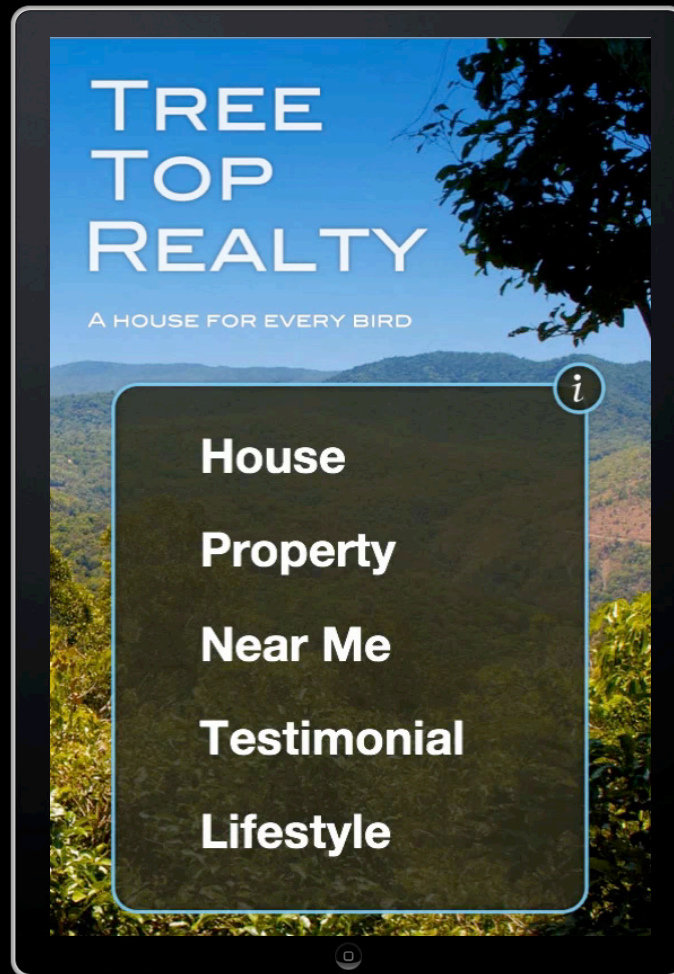 TREE
TOP
REALTY
A HOUSE FOR EVERY BIRD
i
House
Property
Near Me
Testimonial
Lifestyle